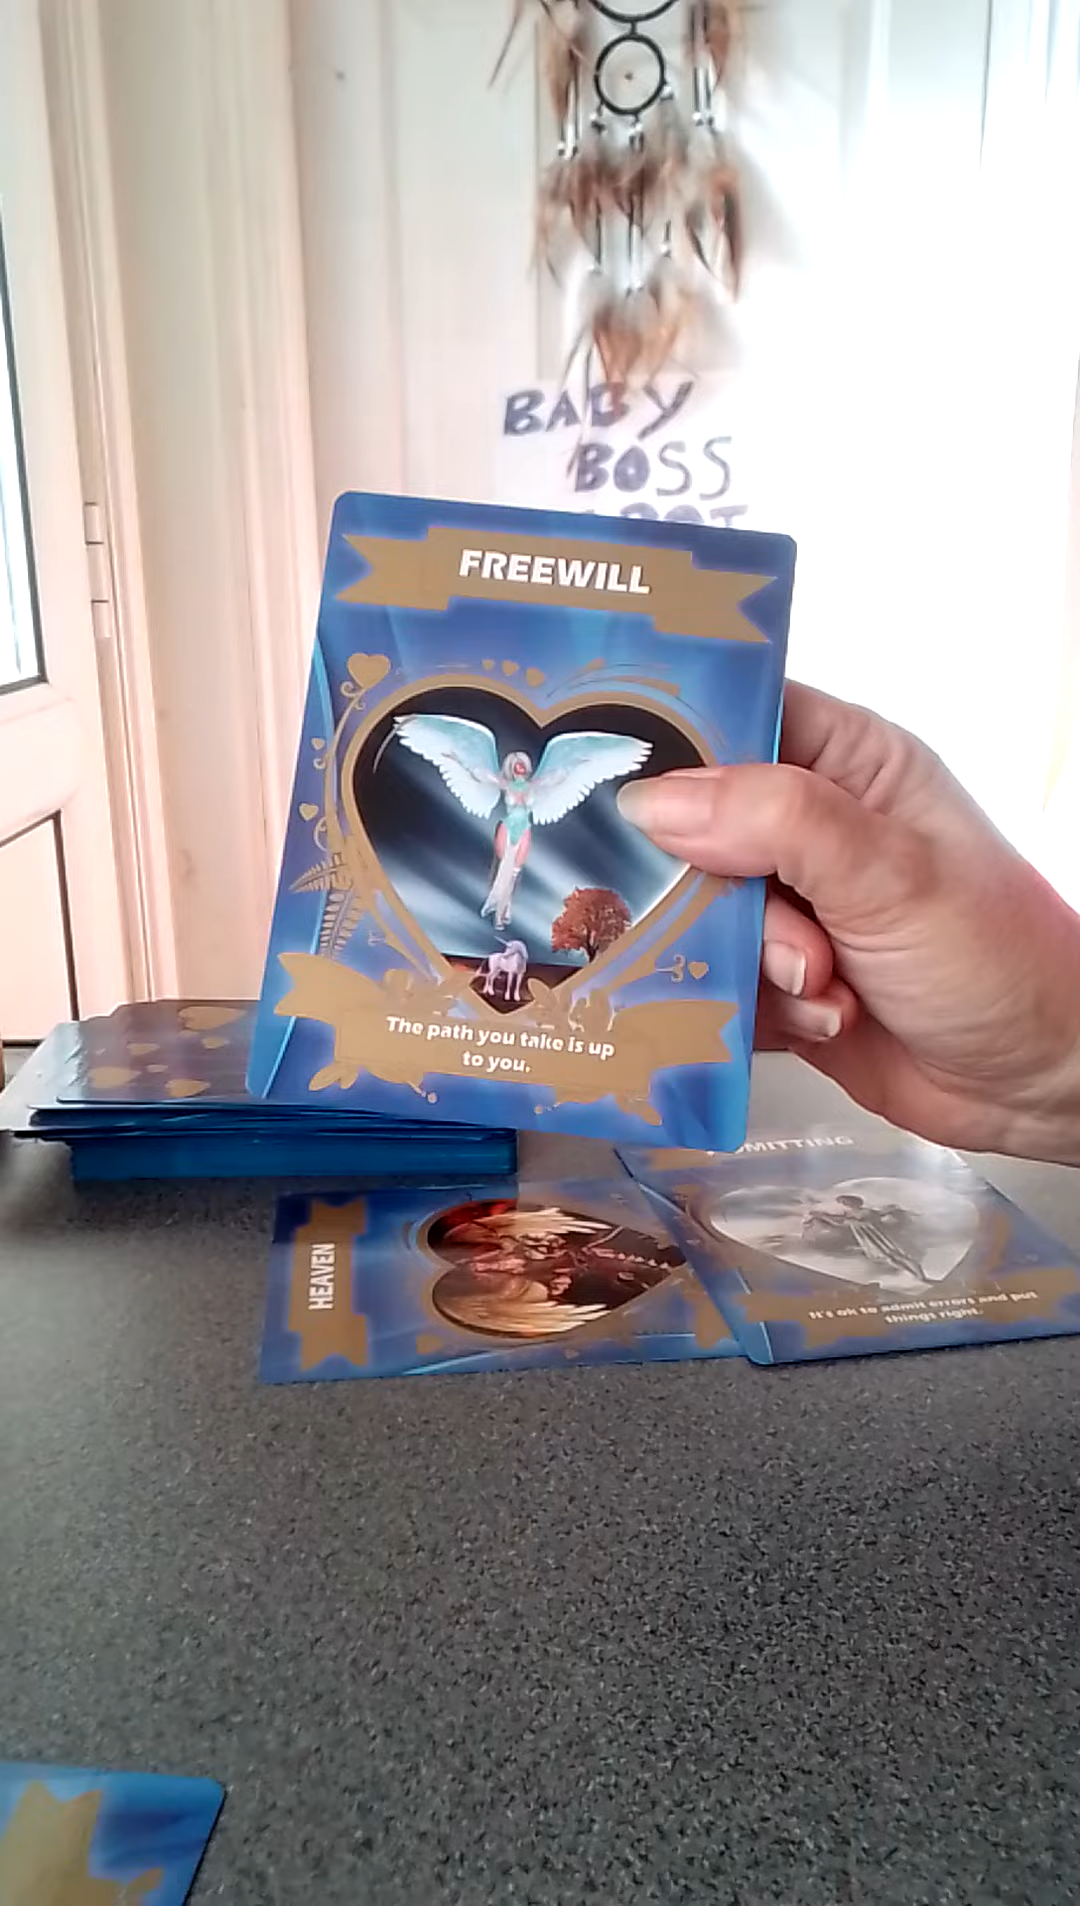 BABY
BOSS
FREEWILL
The path you take is up
to you.
HEAVEN
It's ok to admit errors and put
things right.